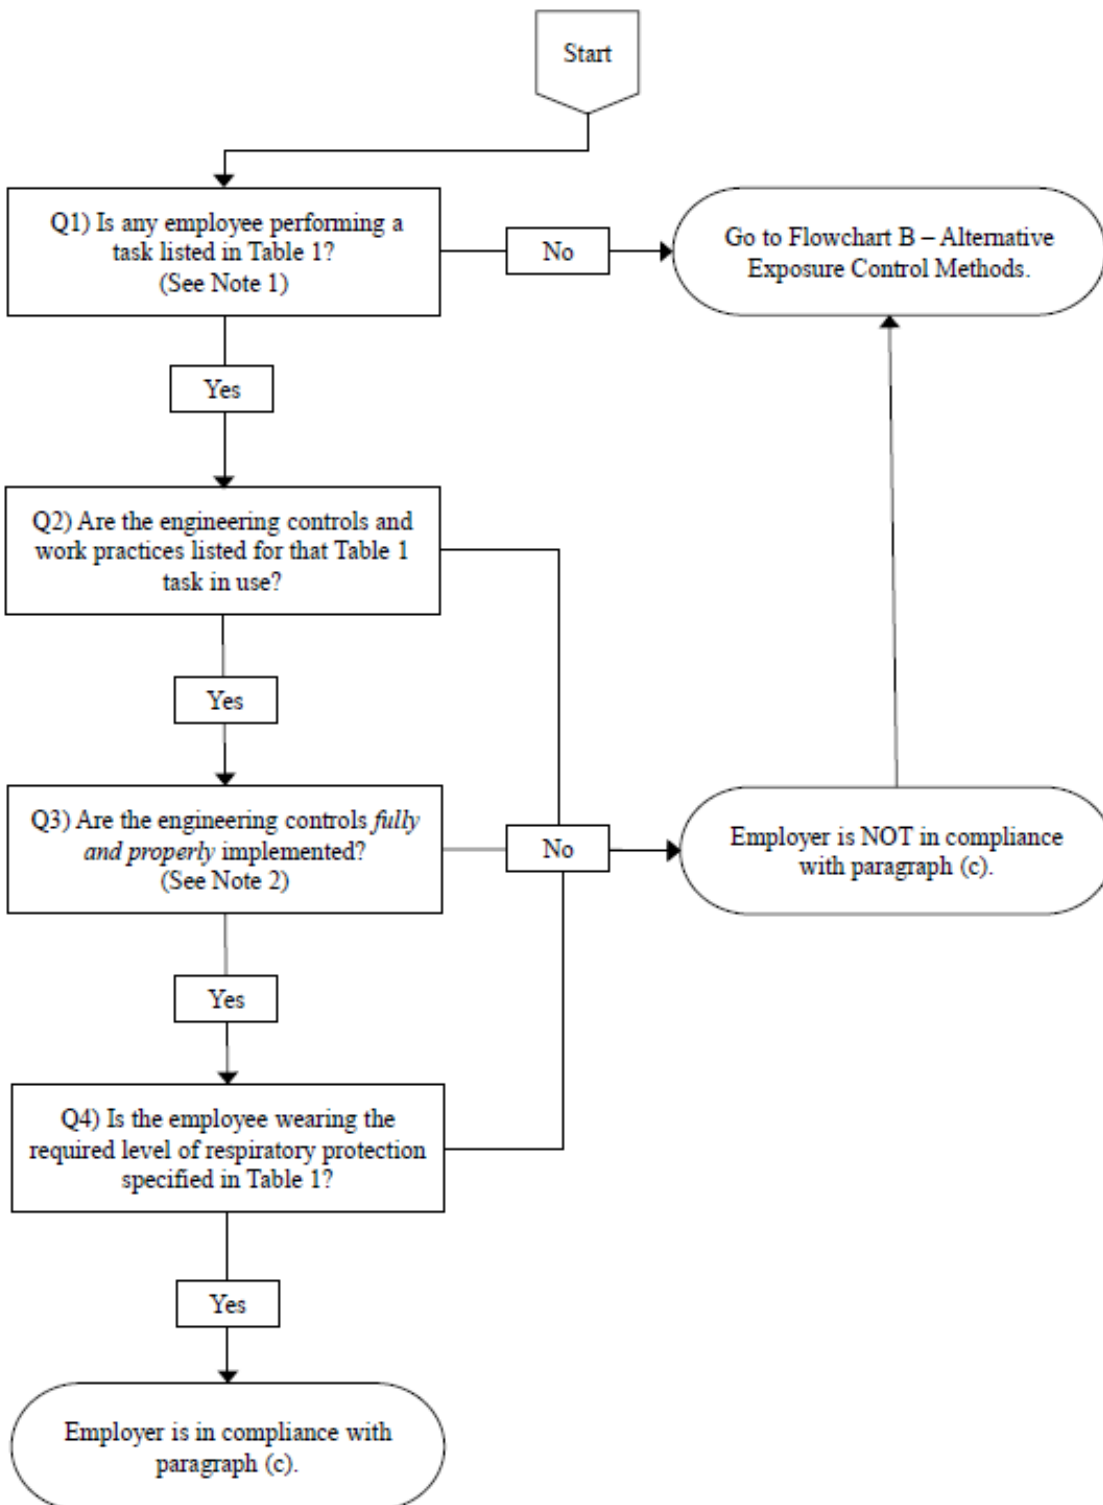 Start
Q1) Is any employee performing a
task listed in Table 1?
(See Note 1)
No
Go to Flowchart B – Alternative
Exposure Control Methods.
Yes
Q2) Are the engineering controls and
work practices listed for that Table 1
task in use?
Yes
Q3) Are the engineering controls fully
and properly implemented?
(See Note 2)
No
Employer is NOT in compliance
with paragraph (c).
Yes
Q4) Is the employee wearing the
required level of respiratory protection
specified in Table 1?
Yes
Employer is in compliance with
paragraph (c).